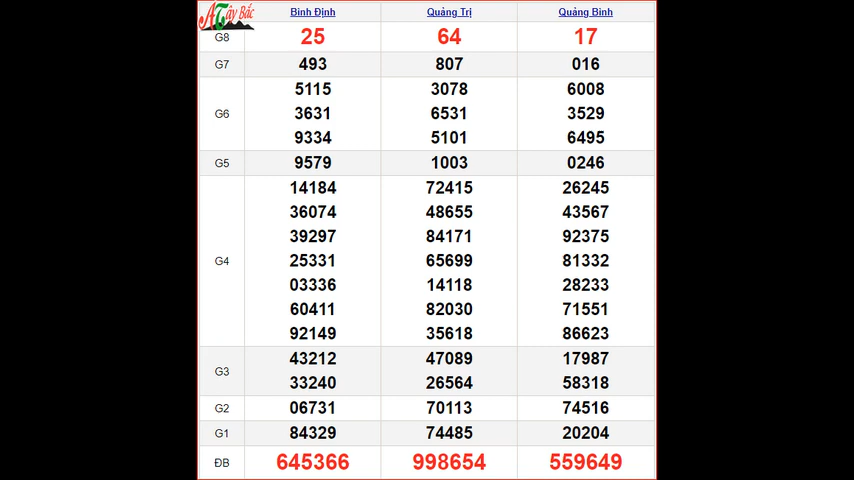 ATây Bắc
Bình Định Quảng Trị Quảng Bình
G8 25 64 17
G7 493 807 016
5115 3078 6008
G6 3631 6531 3529
9334 5101 6495
G5 9579 1003 0246
14184 72415 26245
36074 48655 43567
39297 84171 92375
G4 25331 65699 81332
03336 14118 28233
60411 82030 71551
92149 35618 86623
G3 43212 47089 17987
33240 26564 58318
G2 06731 70113 74516
G1 84329 74485 20204
ĐB 645366 998654 559649